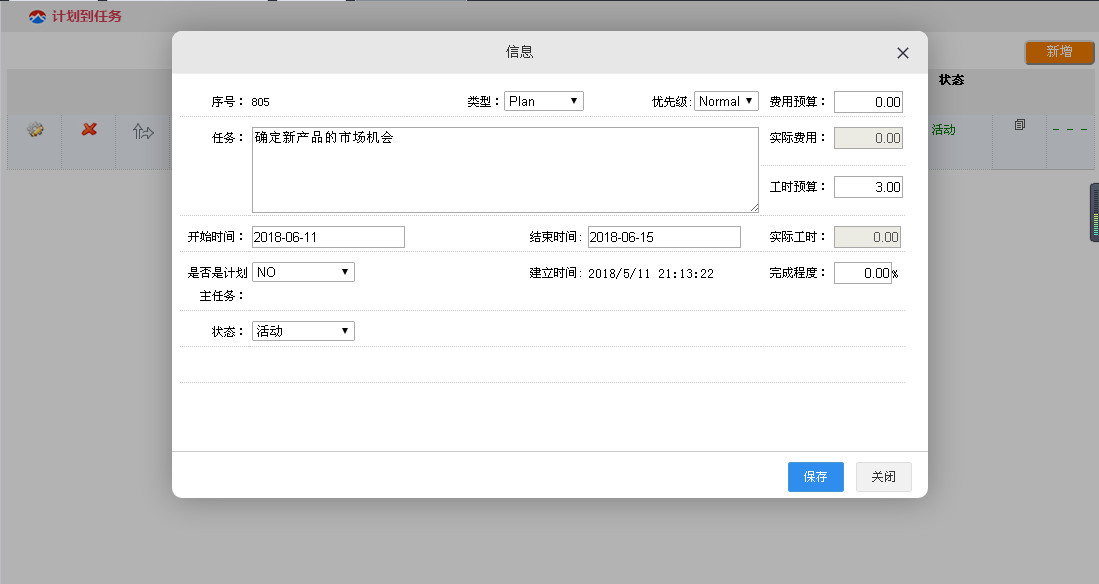 计划到任务
信息
新增
状态
序号： 805 类型： Plan 优先级: Normal 费用预算： 0.00
任务： 确定新产品的市场机会 实际费用： 0.00
活动
工时预算： 3.00
开始时间： 2018-06-11 结束时间: 2018-06-15 实际工时： 0.00
是否是计划 NO 建立时间: 2018/5/11 21:13:22 完成程度： 0.00%
主任务：
状态： 活动
保存 关闭